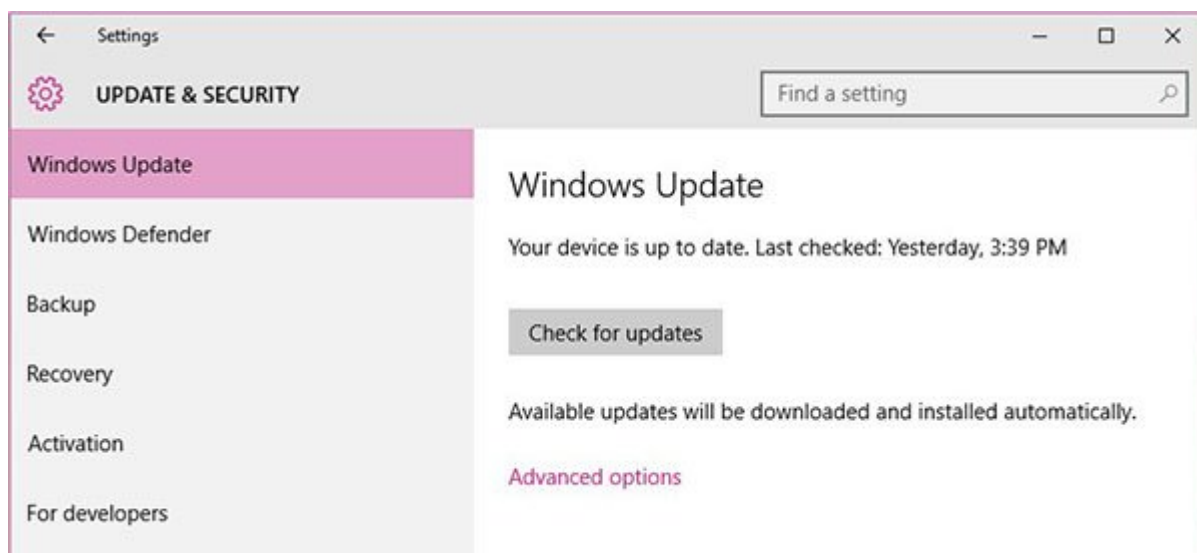 Settings
UPDATE & SECURITY
Find a setting
Windows Update
Windows Defender
Backup
Recovery
Activation
For developers
Windows Update
Your device is up to date. Last checked: Yesterday, 3:39 PM
Check for updates
Available updates will be downloaded and installed automatically.
Advanced options